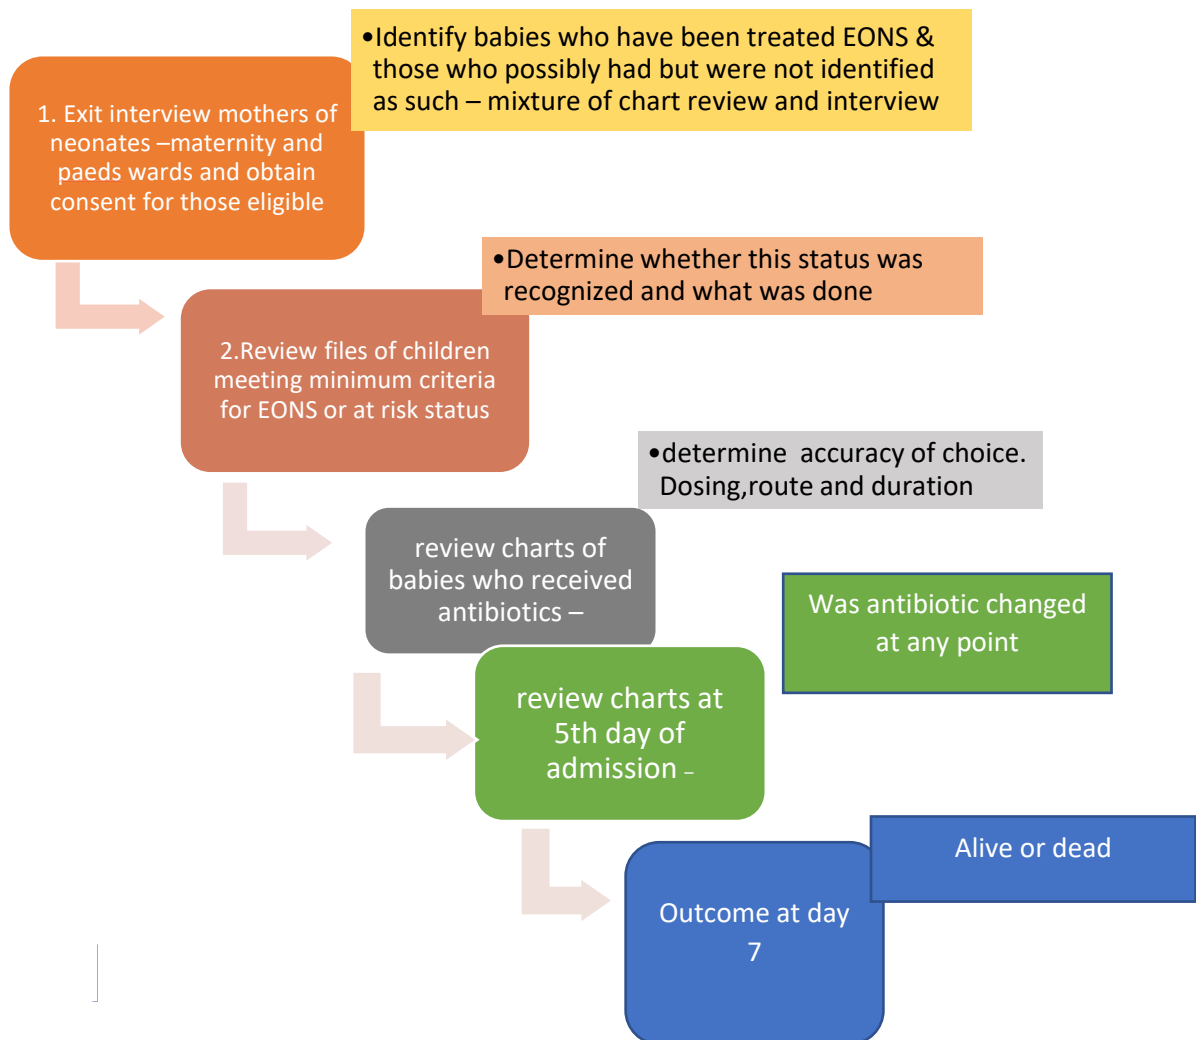 •Identify babies who have been treated EONS &
those who possibly had but were not identified
as such – mixture of chart review and interview
1. Exit interview mothers of
neonates –maternity and
paeds wards and obtain
consent for those eligible
•Determine whether this status was
recognized and what was done
2.Review files of children
meeting minimum criteria
for EONS or at risk status
•determine accuracy of choice.
Dosing,route and duration
review charts of
babies who received
antibiotics –
Was antibiotic changed
at any point
review charts at
5th day of
admission –
Alive or dead
Outcome at day
7